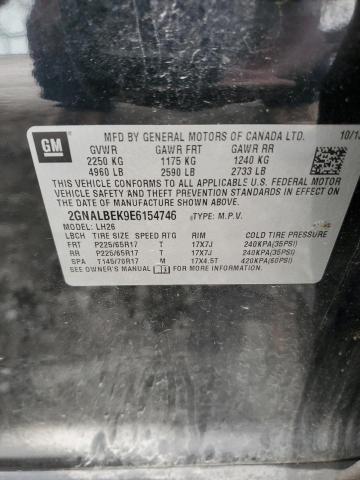 GM
MFD BY GENERAL MOTORS OF CANADA LTD. 10/1
GVWR GAWR FRT GAWR RR
2250 KG 1175 KG 1240 KG
4960 LB 2590 LB 2733 LB
THIS VEHICLE CONFORMS TO ALL APPLICABLE U.S. FEDERAL MOTOR
VEHICLE SAFETY AND THEFT PREVENTION STANDARDS IN EFFECT ON THE
DATE OF MANUFACTURE SHOWN ABOVE.
2GNALBEK9E6154746 TYPE: M.P.V.
MODEL: LH26
LBCH TIRE SIZE SPEED RTG RIM COLD TIRE PRESSURE
FRT P225/65R17 T 17X7J 240KPA(35PSI)
RR P225/65R17 T 17X7J 240KPA(35PSI)
SPA T145/70R17 M 17X4.5T 420KPA(60PSI)
SEE OWNER'S MANUAL FOR MORE INFORMATION.